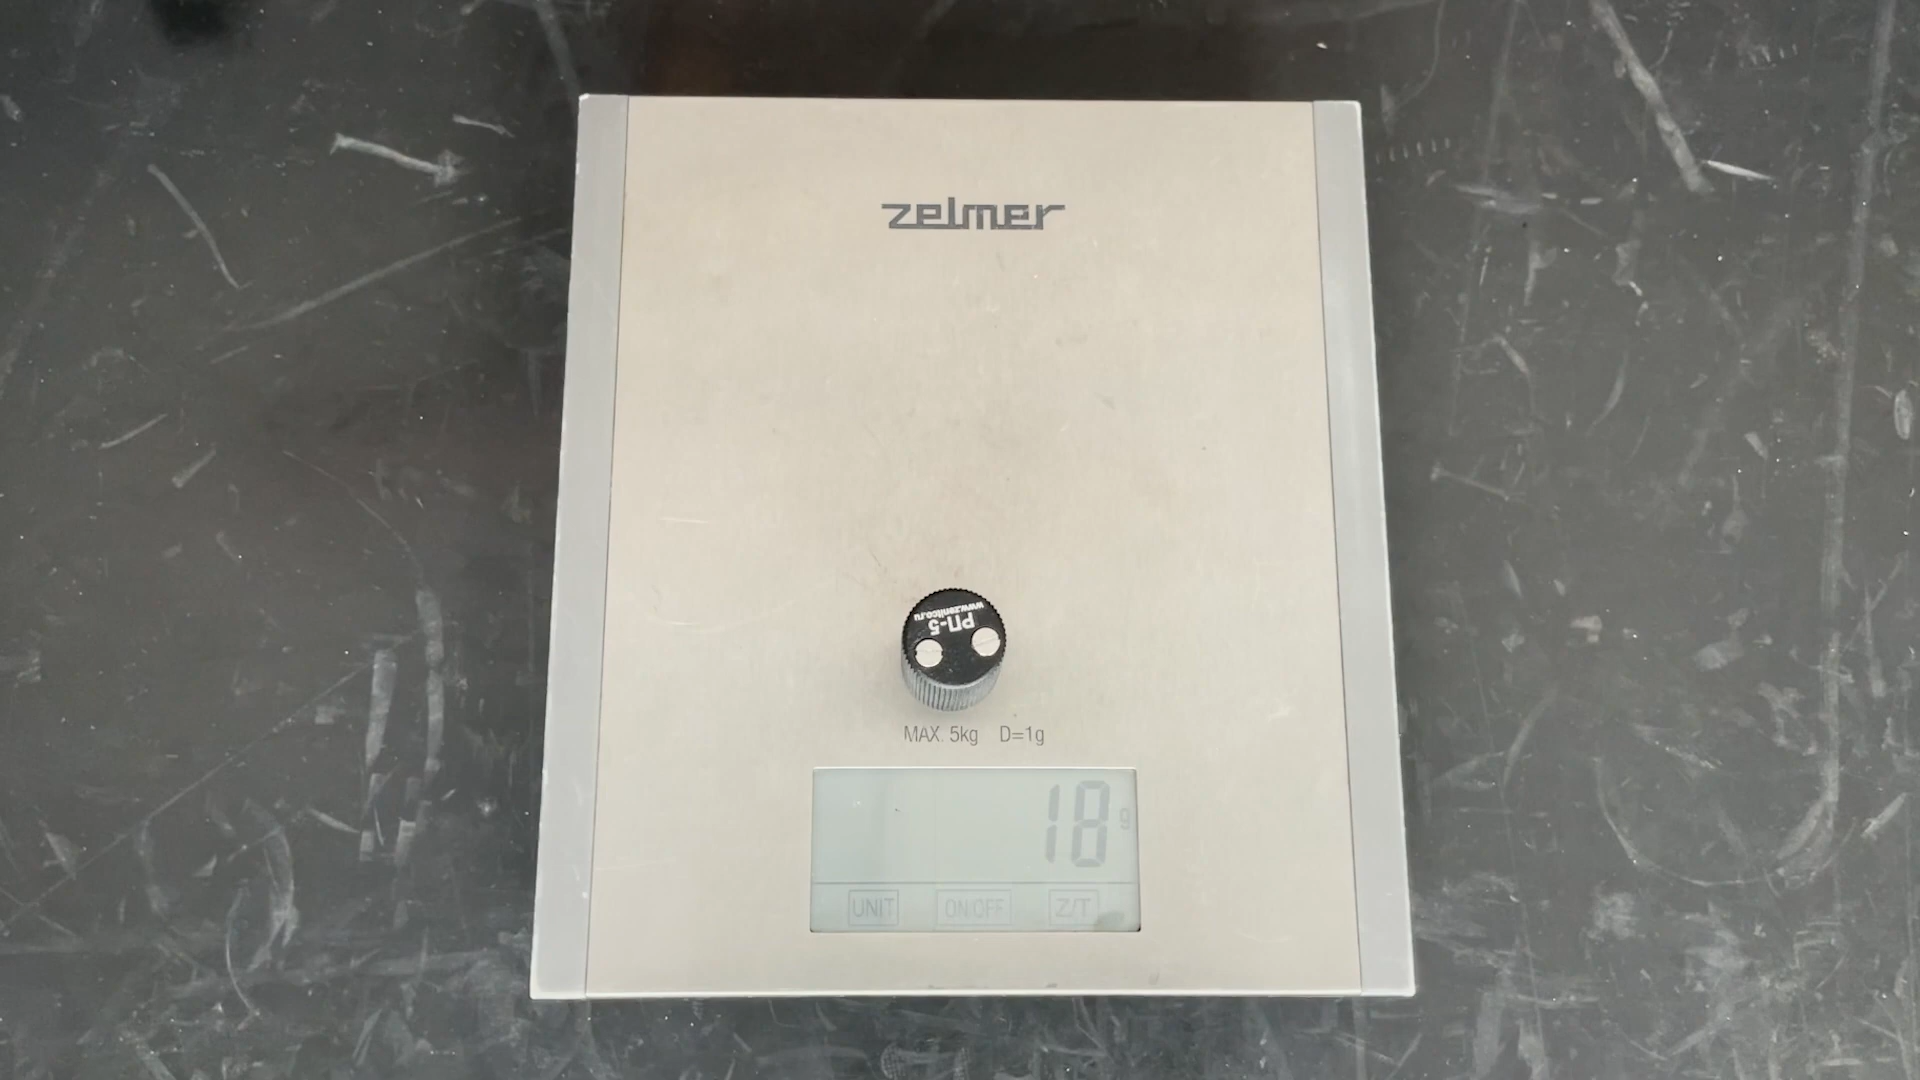 zelmer
www.zenitco.ru
РП-5
MAX. 5kg D=1g
18 g
UNIT ON/OFF Z/T